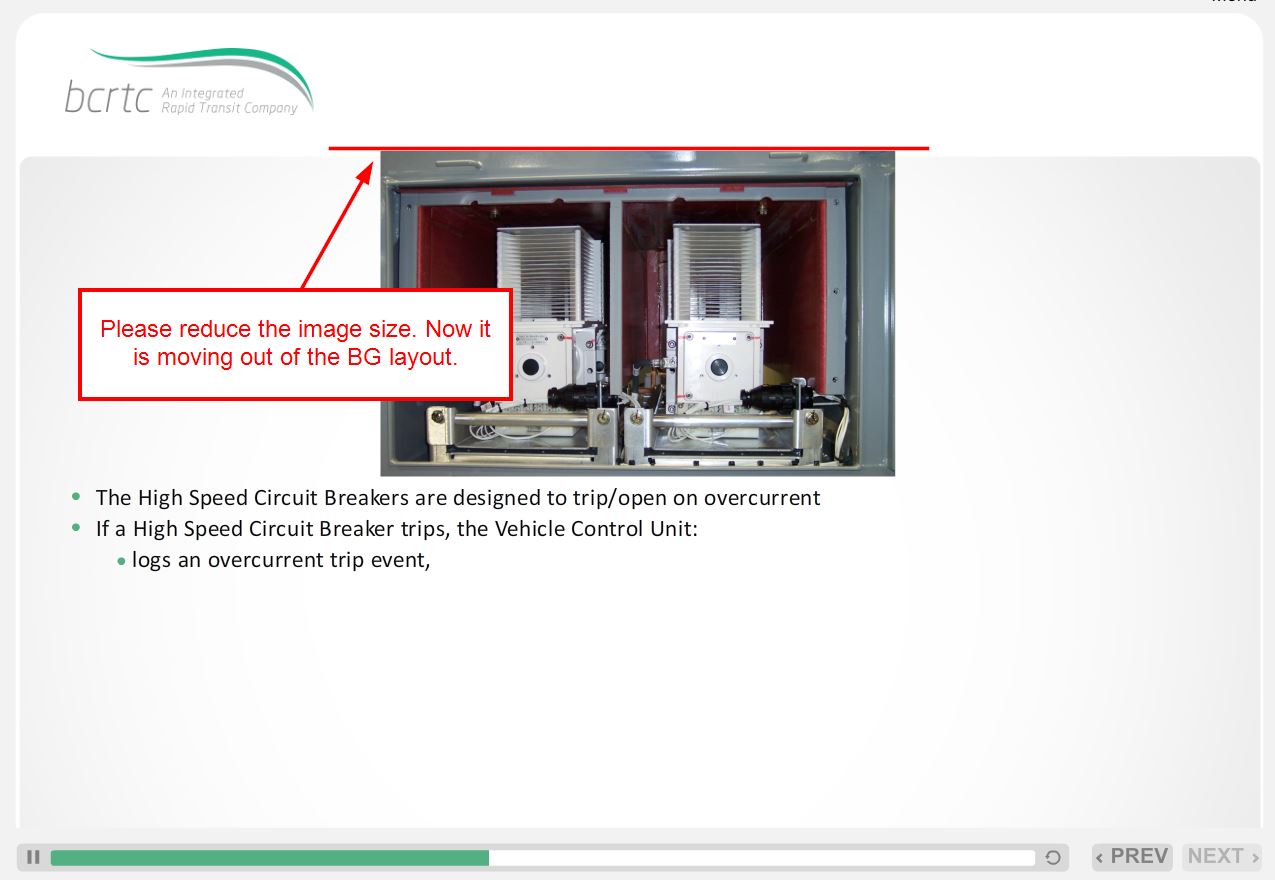 bcrtc An Integrated
Rapid Transit Company
Please reduce the image size. Now it
is moving out of the BG layout.
• The High Speed Circuit Breakers are designed to trip/open on overcurrent
• If a High Speed Circuit Breaker trips, the Vehicle Control Unit:
• logs an overcurrent trip event,
‹ PREV
NEXT ›